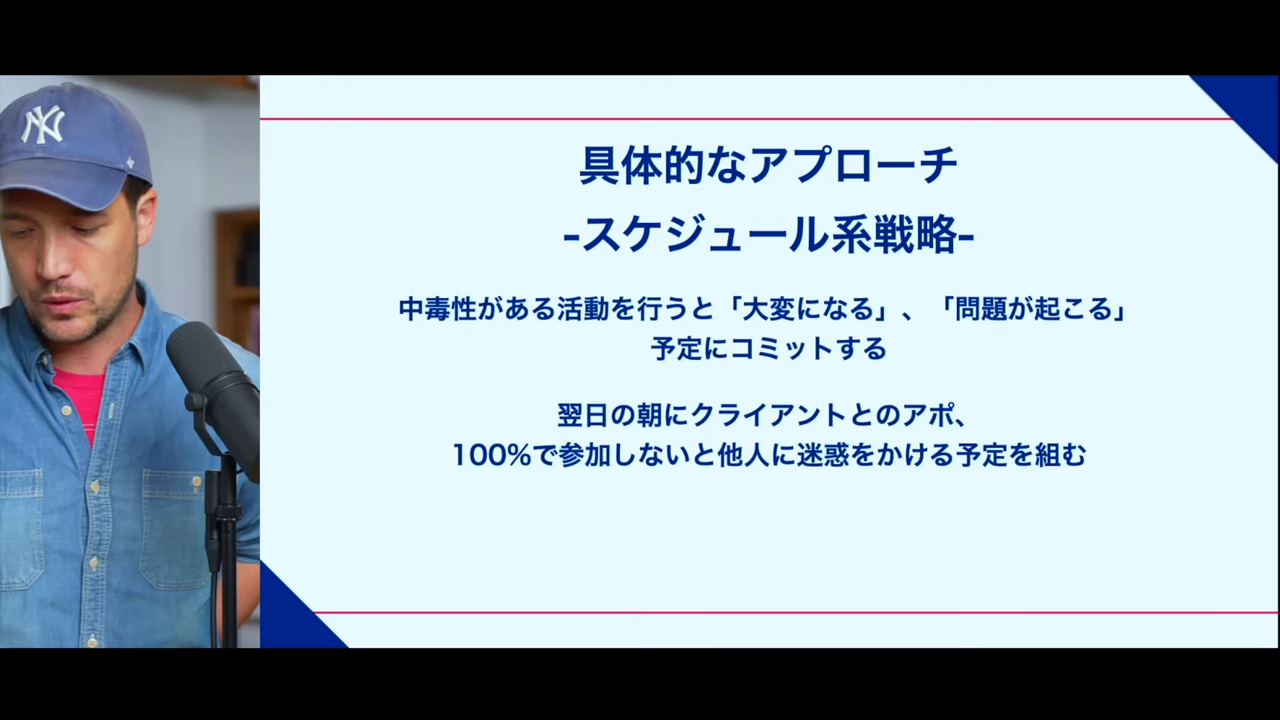 NY
具体的なアプローチ
-スケジュール系戦略-
中毒性がある活動を行うと「大変になる」、「問題が起こる」
予定にコミットする
翌日の朝にクライアントとのアポ、
100%で参加しないと他人に迷惑をかける予定を組む